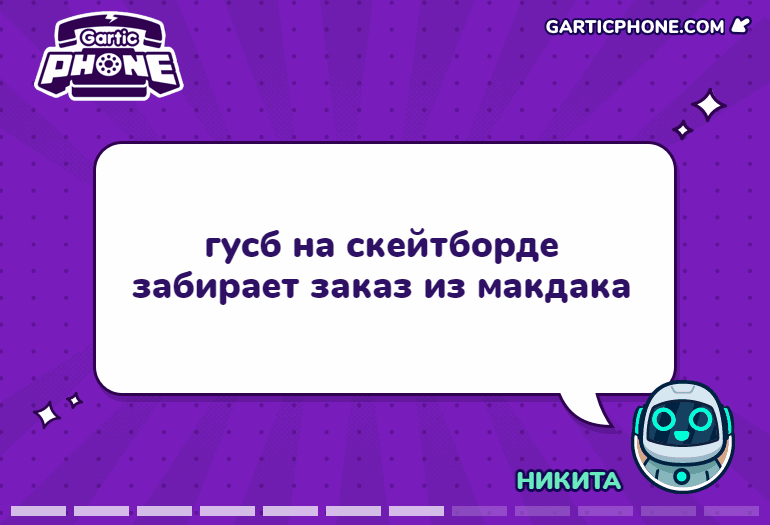 Gartic
PHONE
GARTICPHONE.COM
гусб на скейтборде
забирает заказ из макдака
НИКИТА